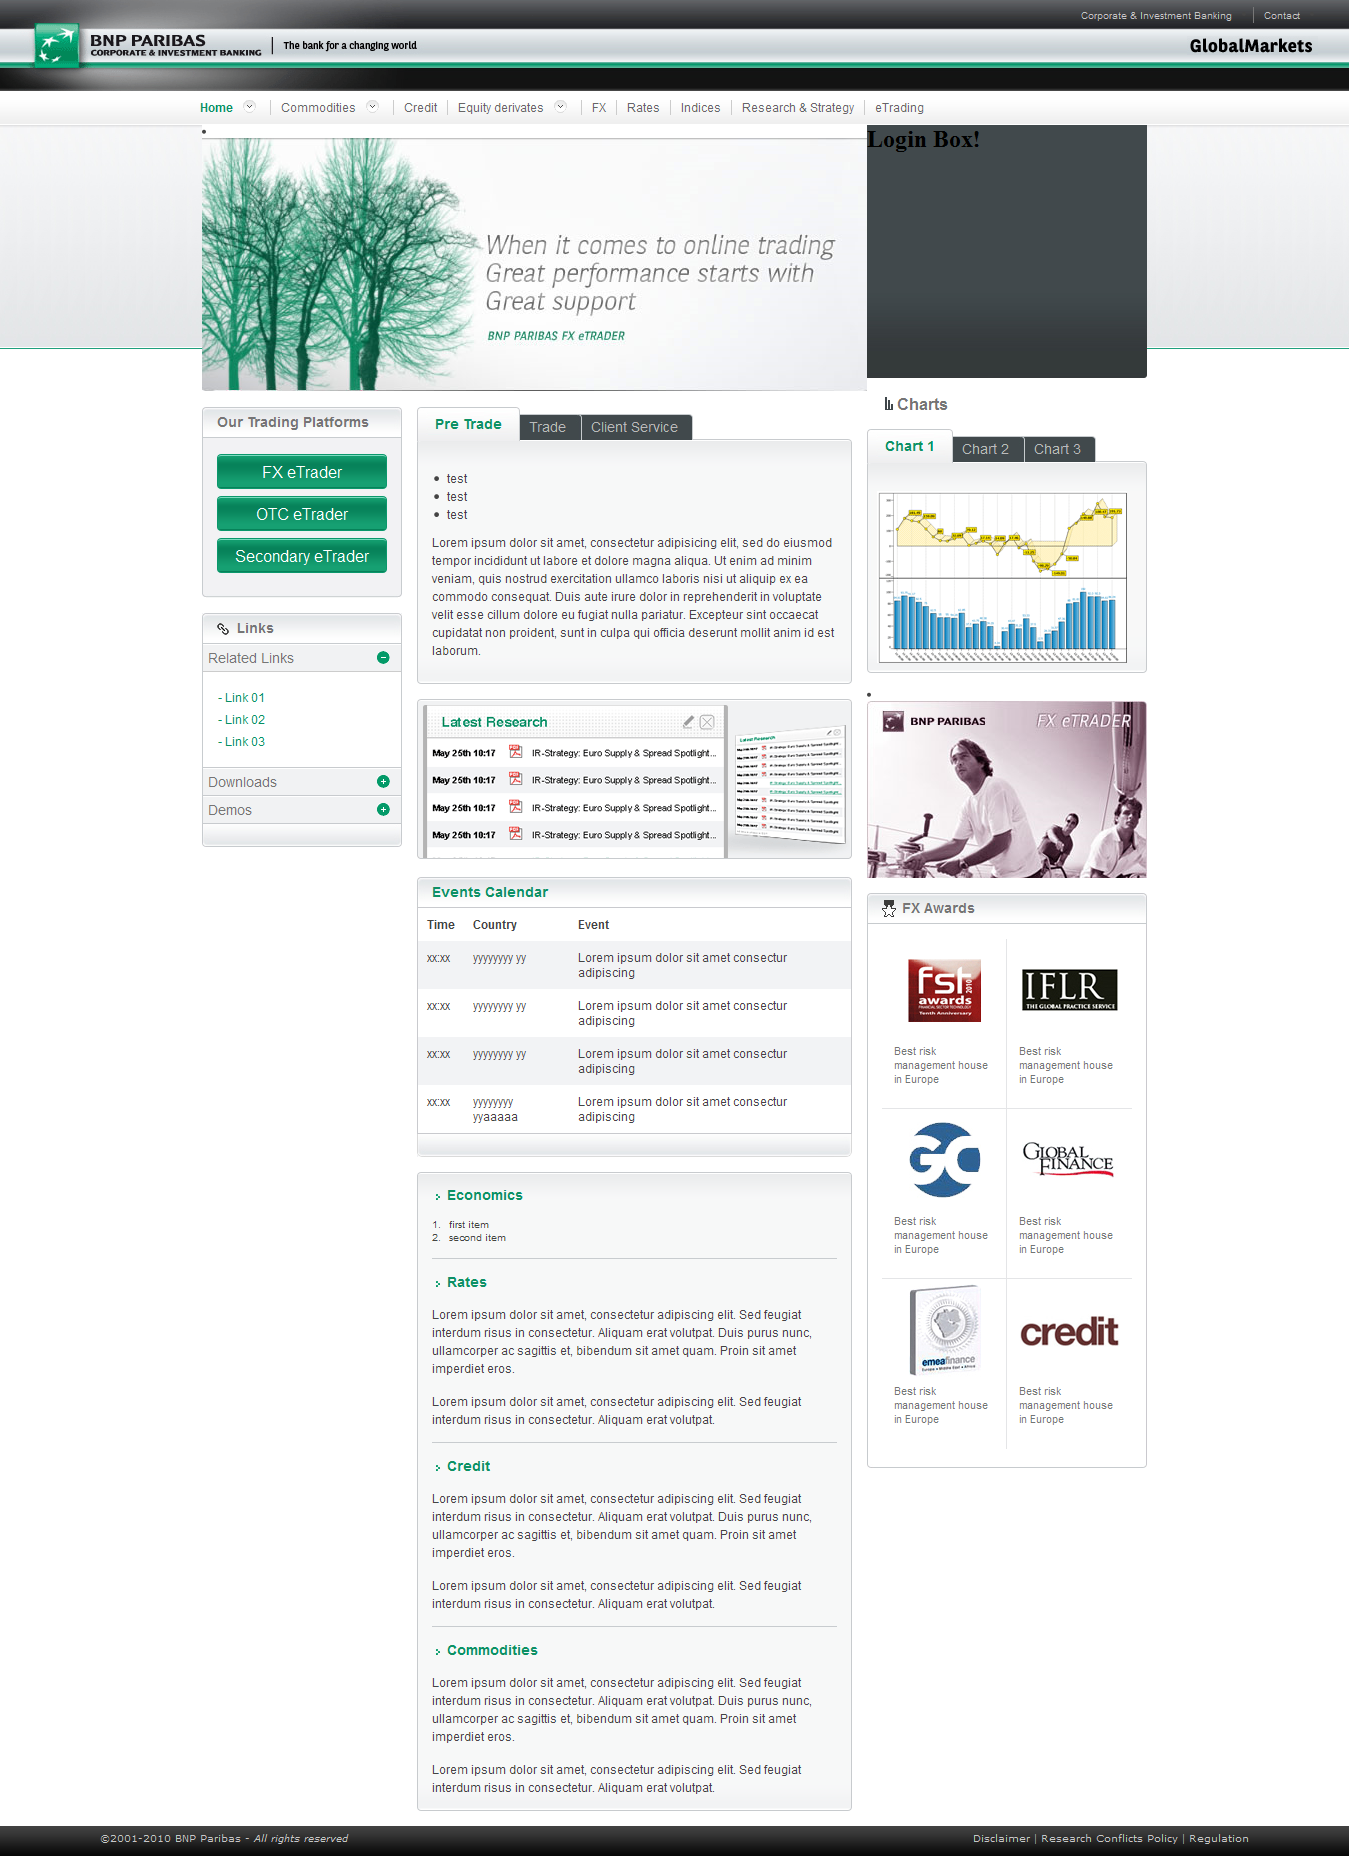 Corporate & Investment Banking
Contact
BNP PARIBAS
CORPORATE & INVESTMENT BANKING
The bank for a changing world
GlobalMarkets
Home
Commodities
Credit
Equity derivates
FX
Rates
Indices
Research & Strategy
eTrading
Login Box!
When it comes to online trading
Great performance starts with
Great support
BNP PARIBAS FX eTRADER
Our Trading Platforms
FX eTrader
OTC eTrader
Secondary eTrader
Links
Related Links
- Link 01
- Link 02
- Link 03
Downloads
Demos
Pre Trade
Trade
Client Service
test
test
test
Lorem ipsum dolor sit amet, consectetur adipisicing elit, sed do eiusmod
tempor incididunt ut labore et dolore magna aliqua. Ut enim ad minim
veniam, quis nostrud exercitation ullamco laboris nisi ut aliquip ex ea
commodo consequat. Duis aute irure dolor in reprehenderit in voluptate
velit esse cillum dolore eu fugiat nulla pariatur. Excepteur sint occaecat
cupidatat non proident, sunt in culpa qui officia deserunt mollit anim id est
laborum.
Latest Research
May 25th 10:17 IR-Strategy: Euro Supply & Spread Spotlight...
May 25th 10:17 IR-Strategy: Euro Supply & Spread Spotlight...
May 25th 10:17 IR-Strategy: Euro Supply & Spread Spotlight...
May 25th 10:17 IR-Strategy: Euro Supply & Spread Spotlight...
Latest Research
Events Calendar
Time Country Event
xx:xx yyyyyyyy yy Lorem ipsum dolor sit amet consectur
adipiscing
xx:xx yyyyyyyy yy Lorem ipsum dolor sit amet consectur
adipiscing
xx:xx yyyyyyyy yy Lorem ipsum dolor sit amet consectur
adipiscing
xx:xx yyyyyyyy Lorem ipsum dolor sit amet consectur
yyaaaaa adipiscing
Economics
1. first item
2. second item
Rates
Lorem ipsum dolor sit amet, consectetur adipiscing elit. Sed feugiat
interdum risus in consectetur. Aliquam erat volutpat. Duis purus nunc,
ullamcorper ac sagittis et, bibendum sit amet quam. Proin sit amet
imperdiet eros.
Lorem ipsum dolor sit amet, consectetur adipiscing elit. Sed feugiat
interdum risus in consectetur. Aliquam erat volutpat.
Credit
Lorem ipsum dolor sit amet, consectetur adipiscing elit. Sed feugiat
interdum risus in consectetur. Aliquam erat volutpat. Duis purus nunc,
ullamcorper ac sagittis et, bibendum sit amet quam. Proin sit amet
imperdiet eros.
Lorem ipsum dolor sit amet, consectetur adipiscing elit. Sed feugiat
interdum risus in consectetur. Aliquam erat volutpat.
Commodities
Lorem ipsum dolor sit amet, consectetur adipiscing elit. Sed feugiat
interdum risus in consectetur. Aliquam erat volutpat. Duis purus nunc,
ullamcorper ac sagittis et, bibendum sit amet quam. Proin sit amet
imperdiet eros.
Lorem ipsum dolor sit amet, consectetur adipiscing elit. Sed feugiat
interdum risus in consectetur. Aliquam erat volutpat.
Charts
Chart 1
Chart 2
Chart 3
BNP PARIBAS
FX eTRADER
FX Awards
fst
awards
2010
FINANCIAL SECTOR TECHNOLOGY
Tenth Anniversary
Best risk
management house
in Europe
IFLR
THE GLOBAL PRACTICE SERVICE
Best risk
management house
in Europe
GC
Best risk
management house
in Europe
GLOBAL
FINANCE
Best risk
management house
in Europe
emeafinance
Europe • Middle East • Africa
Best risk
management house
in Europe
credit
Best risk
management house
in Europe
©2001-2010 BNP Paribas - All rights reserved
Disclaimer | Research Conflicts Policy | Regulation